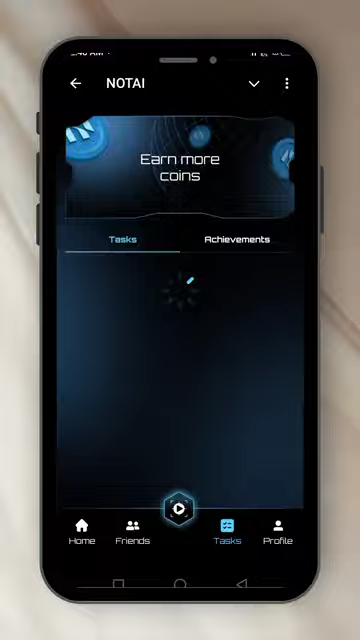 NOTAI
Earn more
coins
Tasks
Achievements
Home
Friends
Tasks
Profile